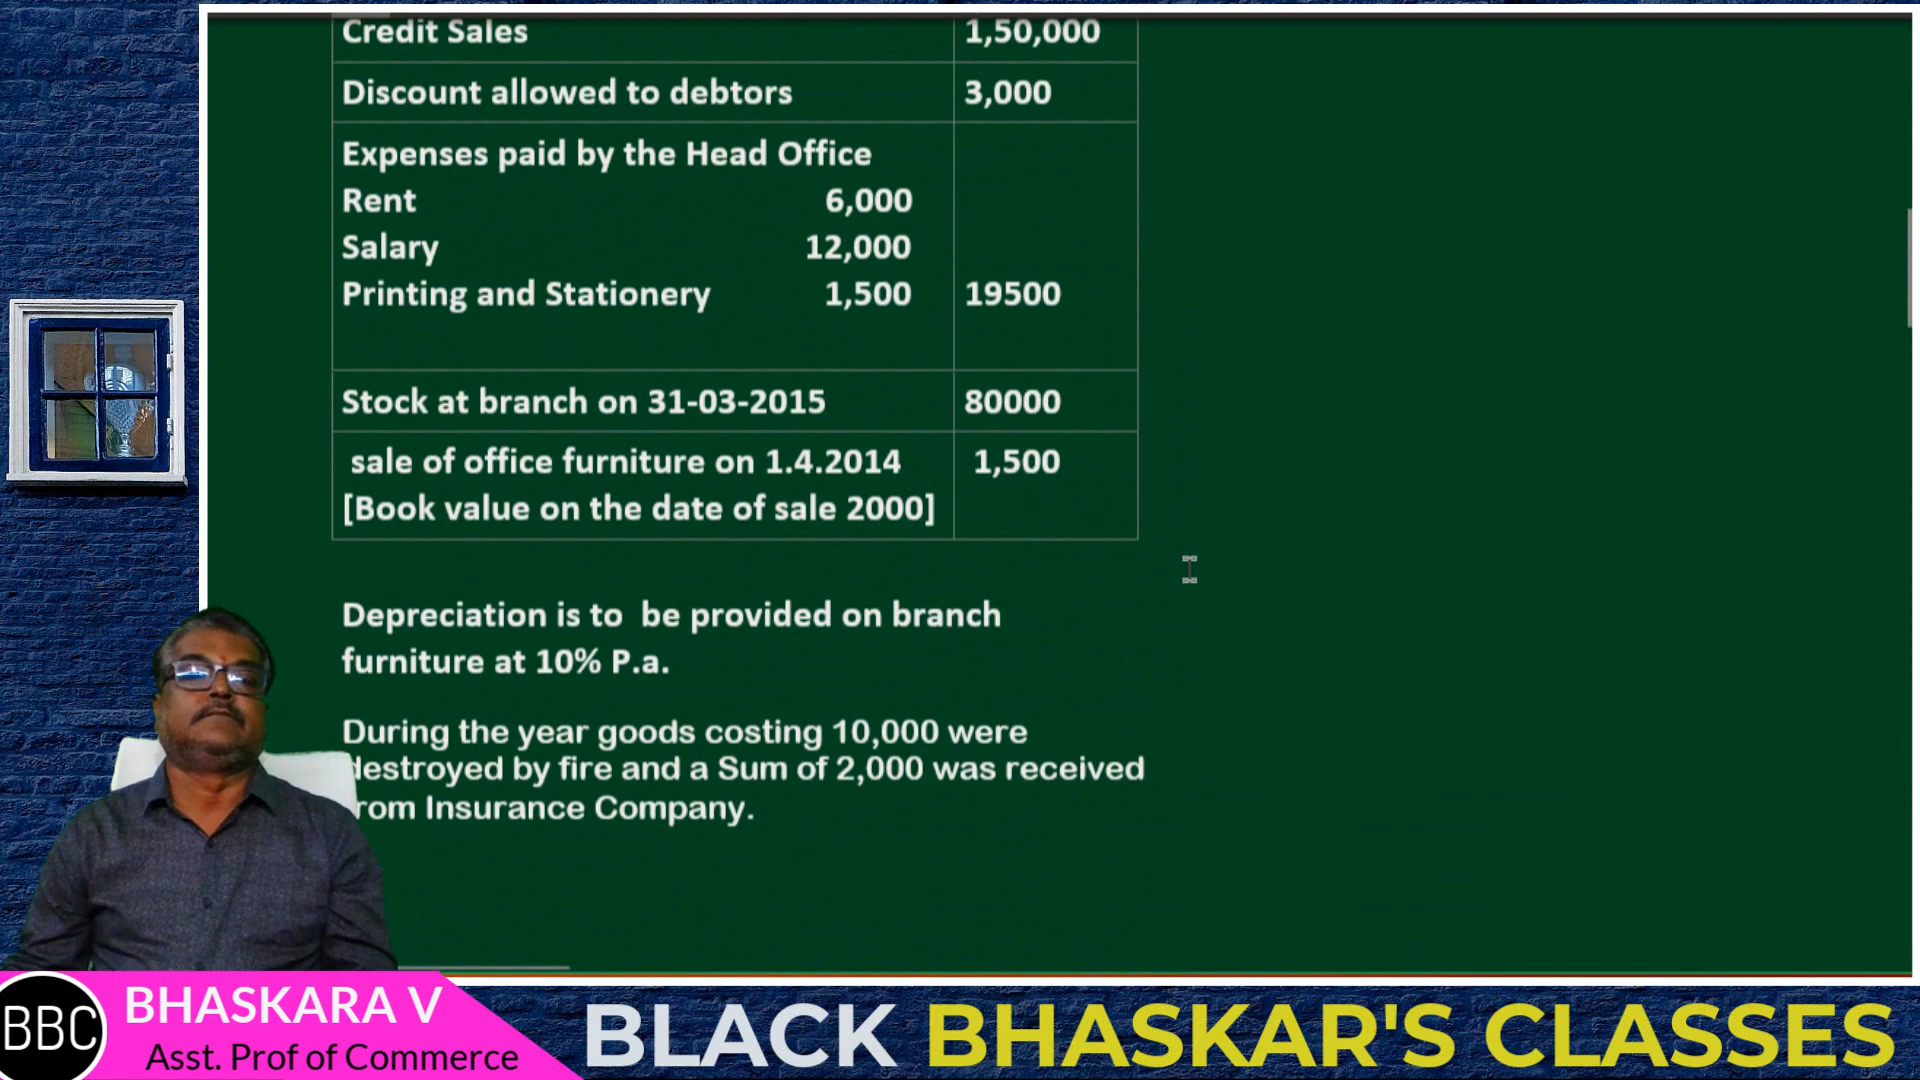 Credit Sales 1,50,000
Discount allowed to debtors 3,000
Expenses paid by the Head Office
Rent 6,000
Salary 12,000
Printing and Stationery 1,500 19500
Stock at branch on 31-03-2015 80000
sale of office furniture on 1.4.2014 1,500
[Book value on the date of sale 2000]
Depreciation is to be provided on branch
furniture at 10% P.a.
During the year goods costing 10,000 were
destroyed by fire and a Sum of 2,000 was received
from Insurance Company.
BBC
BHASKARA V
Asst. Prof of Commerce
BLACK BHASKAR'S CLASSES